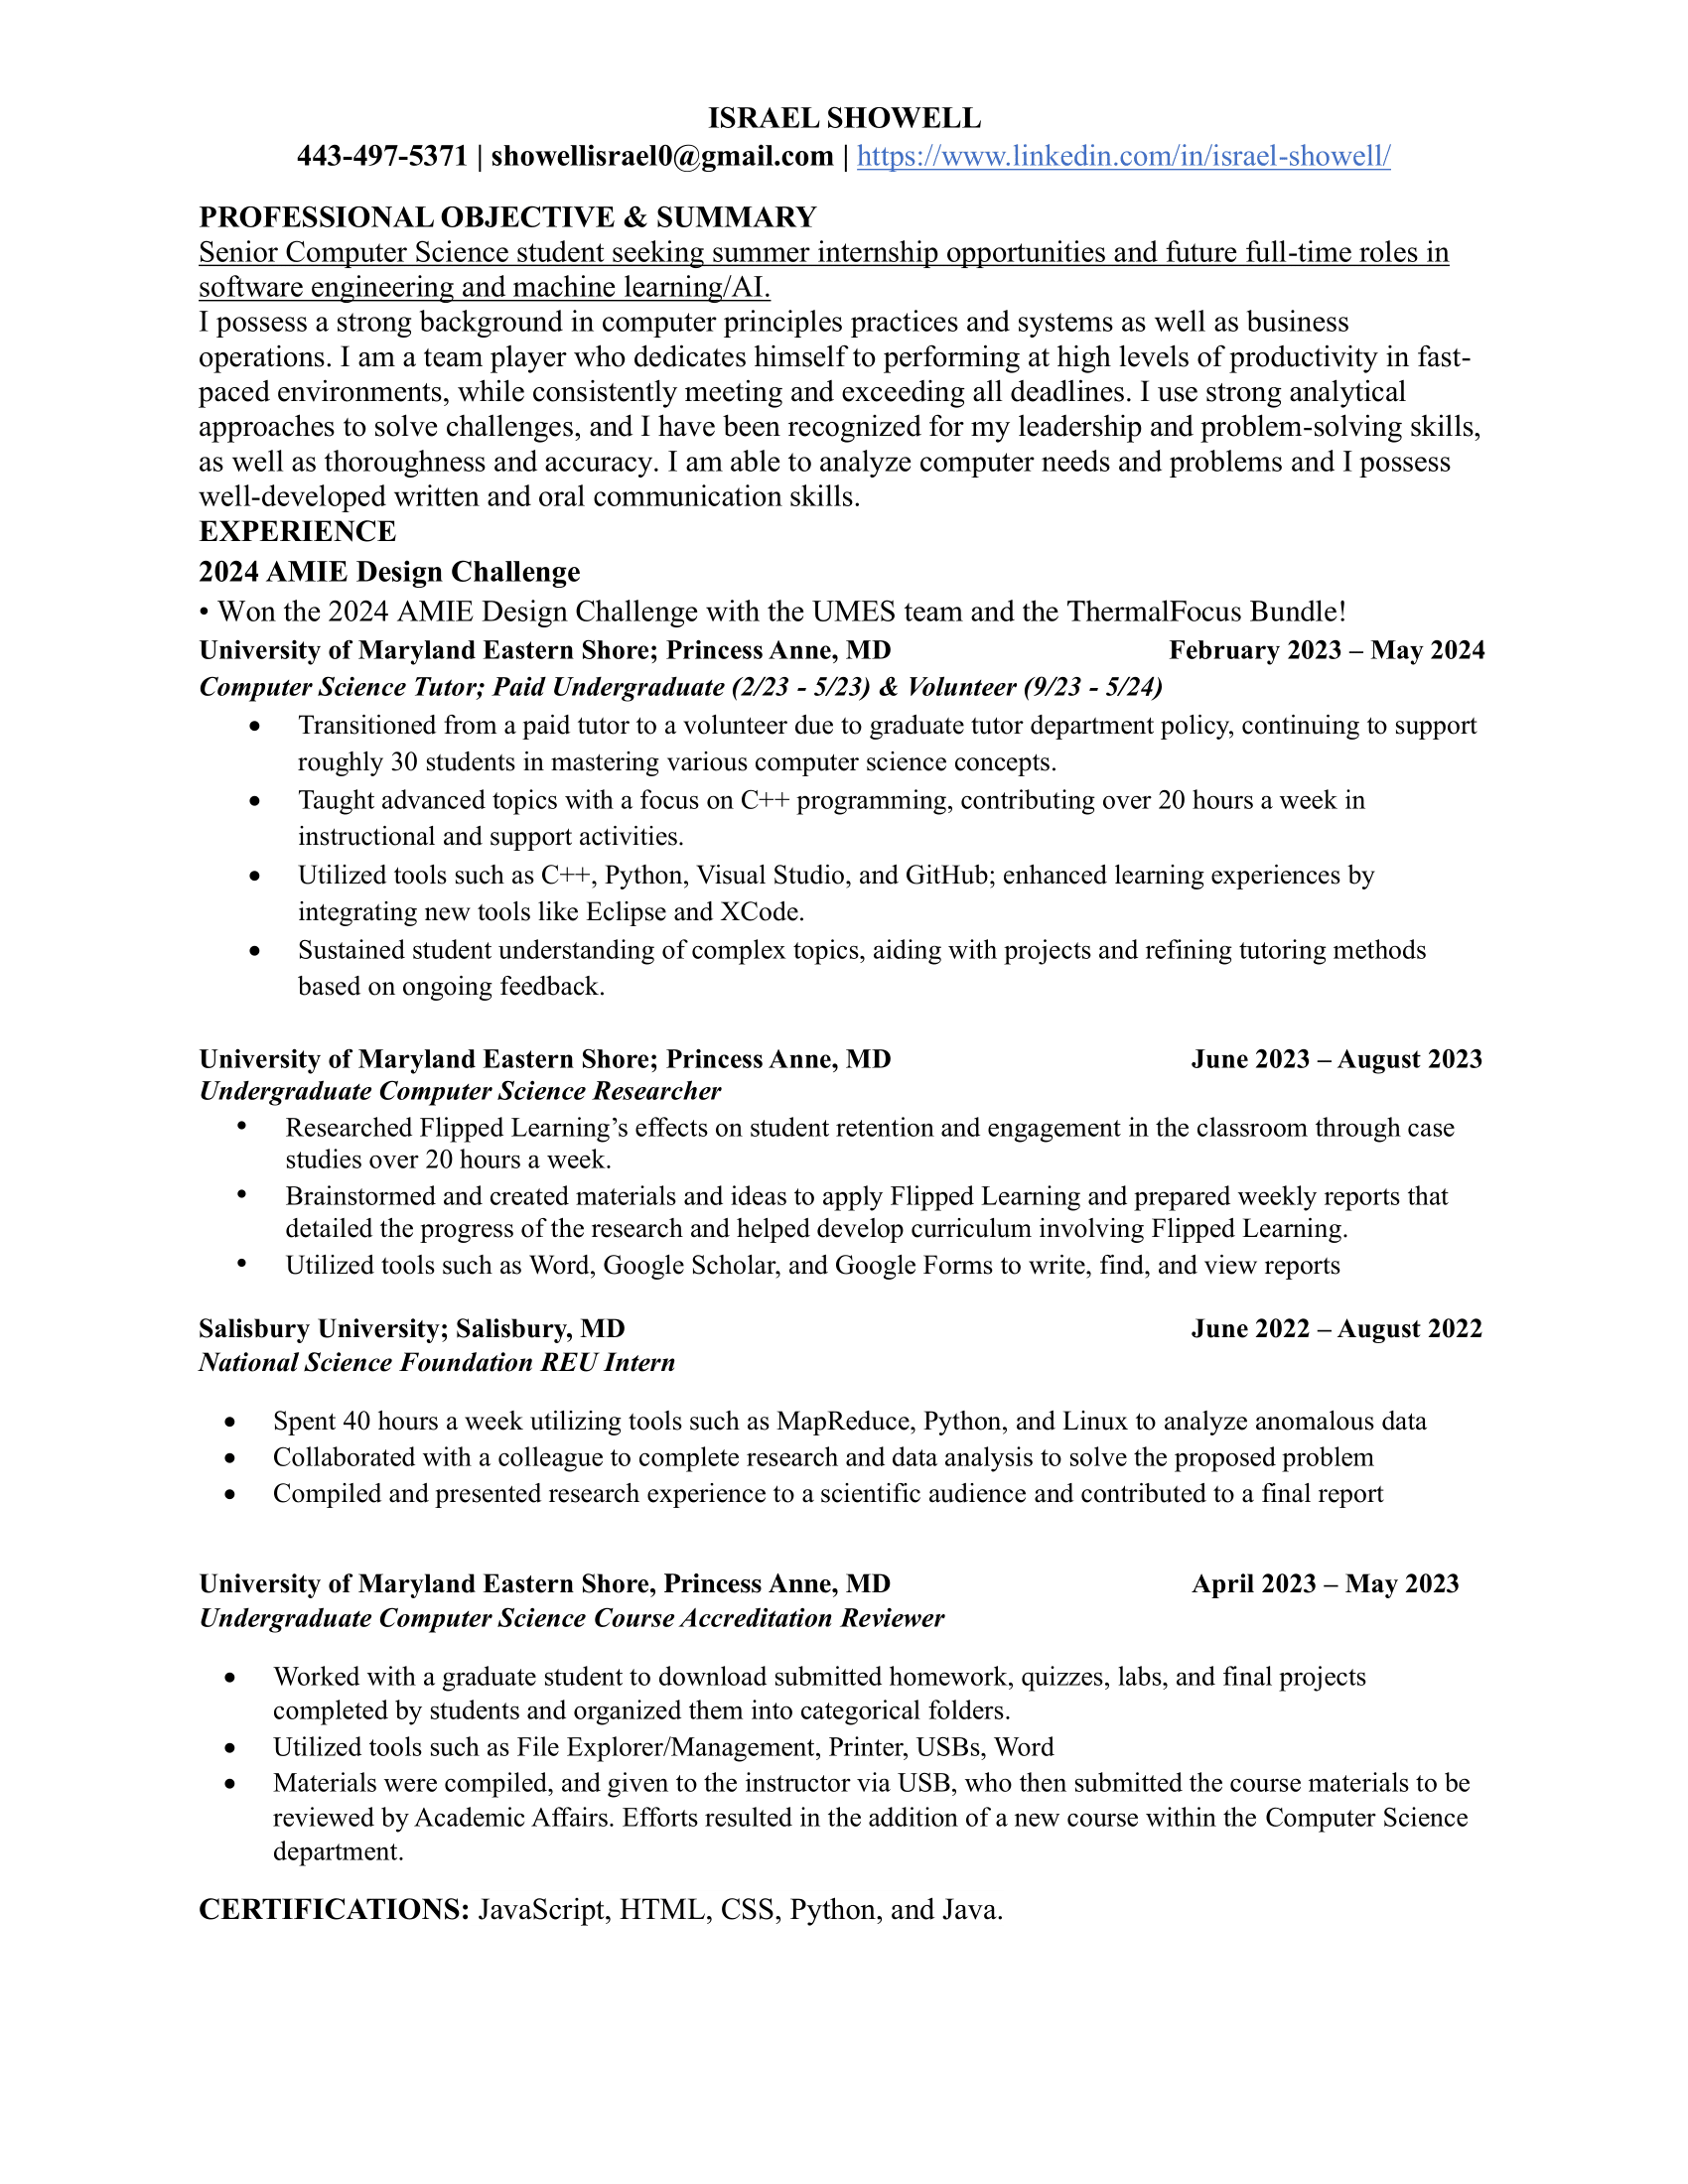 ISRAEL SHOWELL
443-497-5371 | showellisrael0@gmail.com | https://www.linkedin.com/in/israel-showell/
PROFESSIONAL OBJECTIVE & SUMMARY
Senior Computer Science student seeking summer internship opportunities and future full-time roles in
software engineering and machine learning/AI.
I possess a strong background in computer principles practices and systems as well as business
operations. I am a team player who dedicates himself to performing at high levels of productivity in fast-
paced environments, while consistently meeting and exceeding all deadlines. I use strong analytical
approaches to solve challenges, and I have been recognized for my leadership and problem-solving skills,
as well as thoroughness and accuracy. I am able to analyze computer needs and problems and I possess
well-developed written and oral communication skills.
EXPERIENCE
2024 AMIE Design Challenge
• Won the 2024 AMIE Design Challenge with the UMES team and the ThermalFocus Bundle!
University of Maryland Eastern Shore; Princess Anne, MD February 2023 – May 2024
Computer Science Tutor; Paid Undergraduate (2/23 - 5/23) & Volunteer (9/23 - 5/24)
• Transitioned from a paid tutor to a volunteer due to graduate tutor department policy, continuing to support
roughly 30 students in mastering various computer science concepts.
• Taught advanced topics with a focus on C++ programming, contributing over 20 hours a week in
instructional and support activities.
• Utilized tools such as C++, Python, Visual Studio, and GitHub; enhanced learning experiences by
integrating new tools like Eclipse and XCode.
• Sustained student understanding of complex topics, aiding with projects and refining tutoring methods
based on ongoing feedback.
University of Maryland Eastern Shore; Princess Anne, MD June 2023 – August 2023
Undergraduate Computer Science Researcher
• Researched Flipped Learning’s effects on student retention and engagement in the classroom through case
studies over 20 hours a week.
• Brainstormed and created materials and ideas to apply Flipped Learning and prepared weekly reports that
detailed the progress of the research and helped develop curriculum involving Flipped Learning.
• Utilized tools such as Word, Google Scholar, and Google Forms to write, find, and view reports
Salisbury University; Salisbury, MD June 2022 – August 2022
National Science Foundation REU Intern
• Spent 40 hours a week utilizing tools such as MapReduce, Python, and Linux to analyze anomalous data
• Collaborated with a colleague to complete research and data analysis to solve the proposed problem
• Compiled and presented research experience to a scientific audience and contributed to a final report
University of Maryland Eastern Shore, Princess Anne, MD April 2023 – May 2023
Undergraduate Computer Science Course Accreditation Reviewer
• Worked with a graduate student to download submitted homework, quizzes, labs, and final projects
completed by students and organized them into categorical folders.
• Utilized tools such as File Explorer/Management, Printer, USBs, Word
• Materials were compiled, and given to the instructor via USB, who then submitted the course materials to be
reviewed by Academic Affairs. Efforts resulted in the addition of a new course within the Computer Science
department.
CERTIFICATIONS: JavaScript, HTML, CSS, Python, and Java.